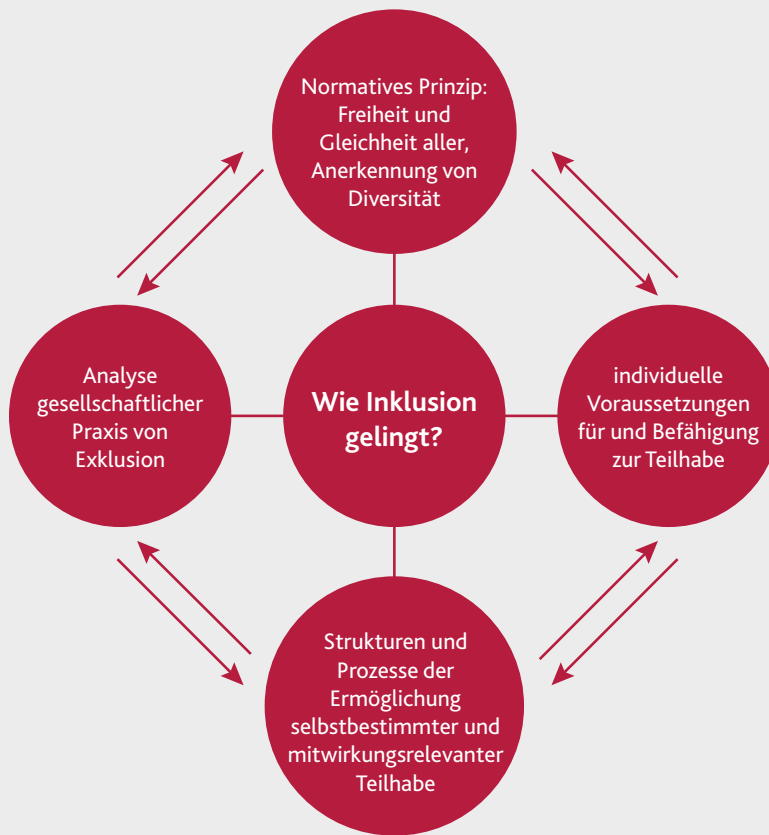 Normatives Prinzip:
Freiheit und
Gleichheit aller,
Anerkennung von
Diversität
Analyse
gesellschaftlicher
Praxis von
Exklusion
Wie Inklusion
gelingt?
individuelle
Voraussetzungen
für und Befähigung
zur Teilhabe
Strukturen und
Prozesse der
Ermöglichung
selbstbestimmter und
mitwirkungsrelevanter
Teilhabe